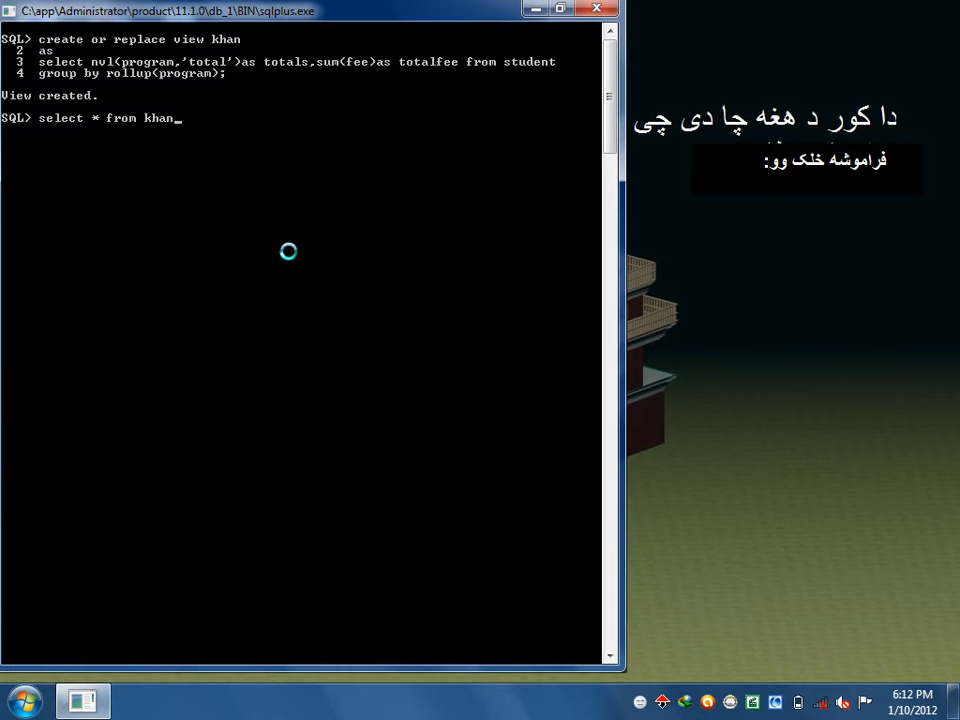 C:\app\Administrator\product\11.1.0\db_1\BIN\sqlplus.exe
SQL> create or replace view khan
2 as
3 select nvl(program,'total')as totals,sum(fee)as totalfee from student
4 group by rollup(program);
View created.
SQL> select * from khan_
دا کور د هغه چا دی چی
فراموشه خلک وو:
6:12 PM
1/10/2012